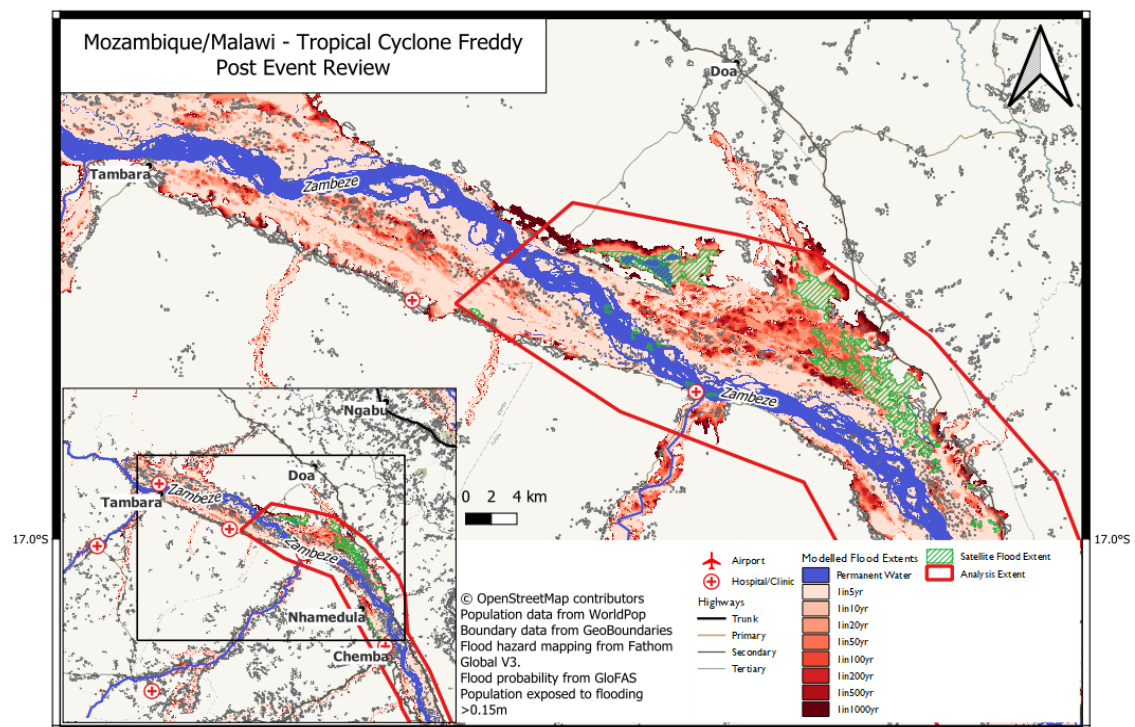 Mozambique/Malawi - Tropical Cyclone Freddy
Post Event Review
Doa
Tambara
Zambeze
Zambeze
Ngabu
Doa
Tambara
Zambeze
Zambeze
Nhamedula
Chemba
0 2 4 km
17.0°S
17.0°S
© OpenStreetMap contributors
Population data from WorldPop
Boundary data from GeoBoundaries
Flood hazard mapping from Fathom
Global V3.
Flood probability from GloFAS
Population exposed to flooding
>0.15m
Airport
Hospital/Clinic
Highways
Trunk
Primary
Secondary
Tertiary
Modelled Flood Extents
Permanent Water
1in5yr
1in10yr
1in20yr
1in50yr
1in100yr
1in200yr
1in500yr
1in1000yr
Satellite Flood Extent
Analysis Extent